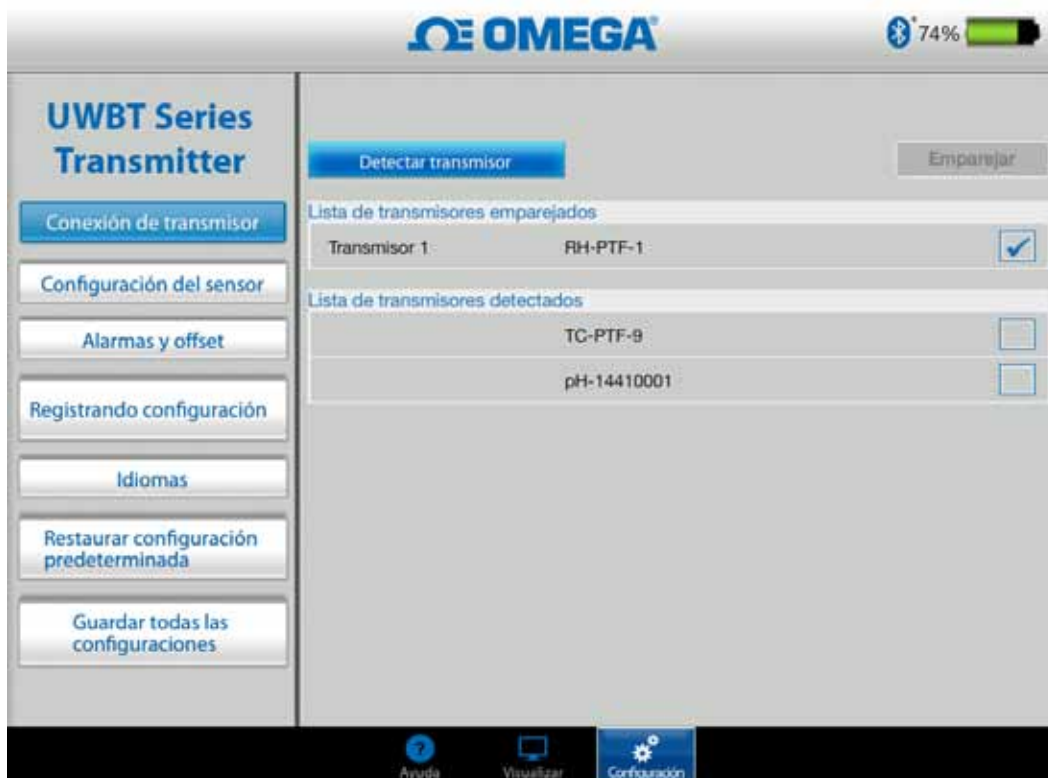 OMEGA
74%
UWBT Series
Transmitter
Conexión de transmisor
Configuración del sensor
Alarmas y offset
Registrando configuración
Idiomas
Restaurar configuración
predeterminada
Guardar todas las
configuraciones
Detectar transmisor
Emparejar
Lista de transmisores emparejados
Transmisor 1 RH-PTF-1
Lista de transmisores detectados
TC-PTF-9
pH-14410001
Ayuda
Visualizar
Configuración